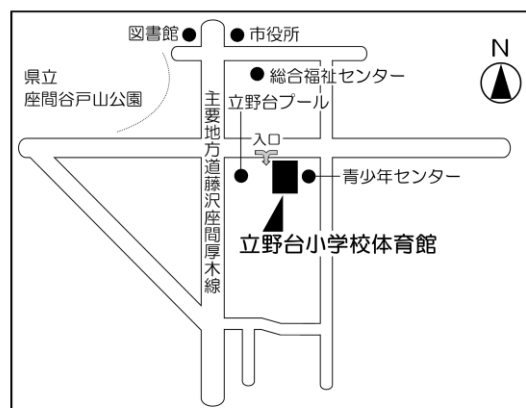 図書館
市役所
N
総合福祉センター
県立
座間谷戸山公園
立野台プール
主要地方道藤沢座間厚木線
入口
青少年センター
立野台小学校体育館